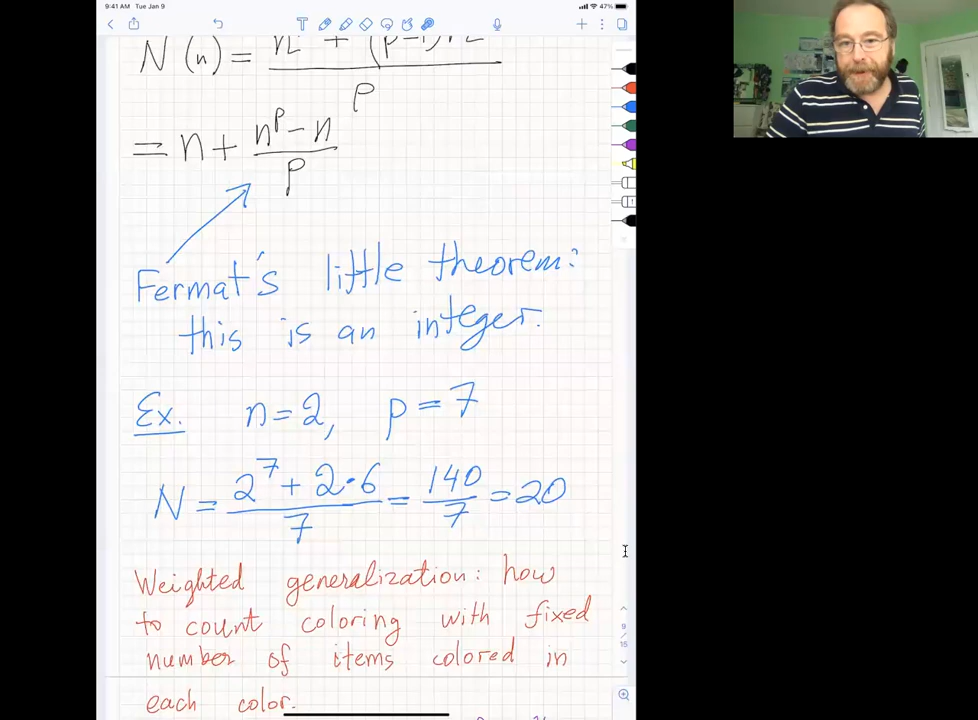 9:41 AM Tue Jan 9
47%
N (n) =
p
= n + n^p - n / p
Fermat's little theorem:
this is an integer.
Ex. n = 2, p = 7
N = 2^7 + 2 · 6 / 7 = 140 / 7 = 20
Weighted generalization: how
to count coloring with fixed
number of items colored in
each color.
9
/
15